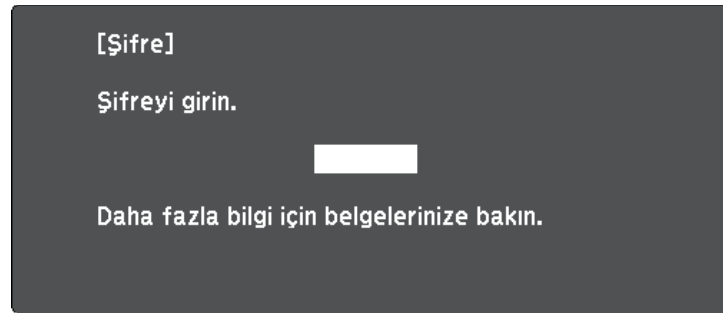 [Şifre]
Şifreyi girin.
Daha fazla bilgi için belgelerinize bakın.